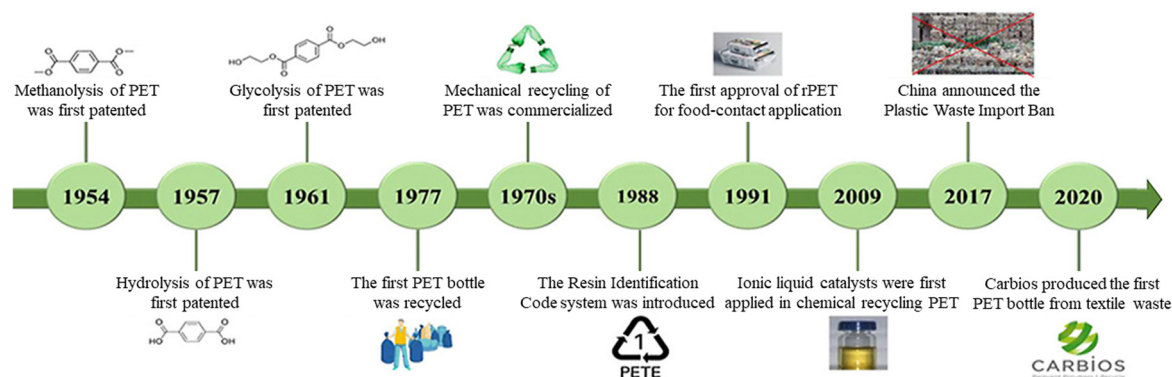 Methanolysis of PET
was first patented
Glycolysis of PET was
first patented
Mechanical recycling of
PET was commercialized
The first approval of rPET
for food-contact application
China announced the
Plastic Waste Import Ban
1954
1957
1961
1977
1970s
1988
1991
2009
2017
2020
Hydrolysis of PET was
first patented
The first PET bottle
was recycled
The Resin Identification
Code system was introduced
Ionic liquid catalysts were first
applied in chemical recycling PET
Carbios produced the first
PET bottle from textile waste
O
O
O
O
HO
O
O
O
O
OH
O
HO
O
OH
1
PETE
CARBIOS